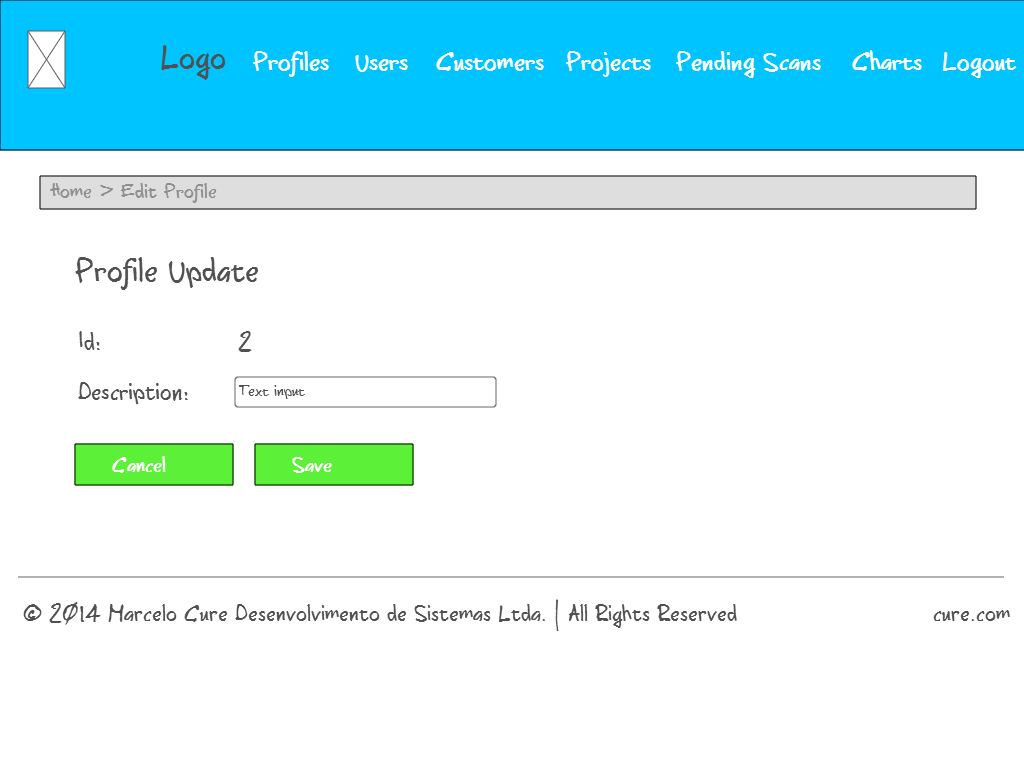 Logo Profiles Users Customers Projects Pending Scans Charts Logout
Home > Edit Profile
Profile Update
Id: 2
Description: Text input
Cancel Save
© 2014 Marcelo Cure Desenvolvimento de Sistemas Ltda. | All Rights Reserved cure.com